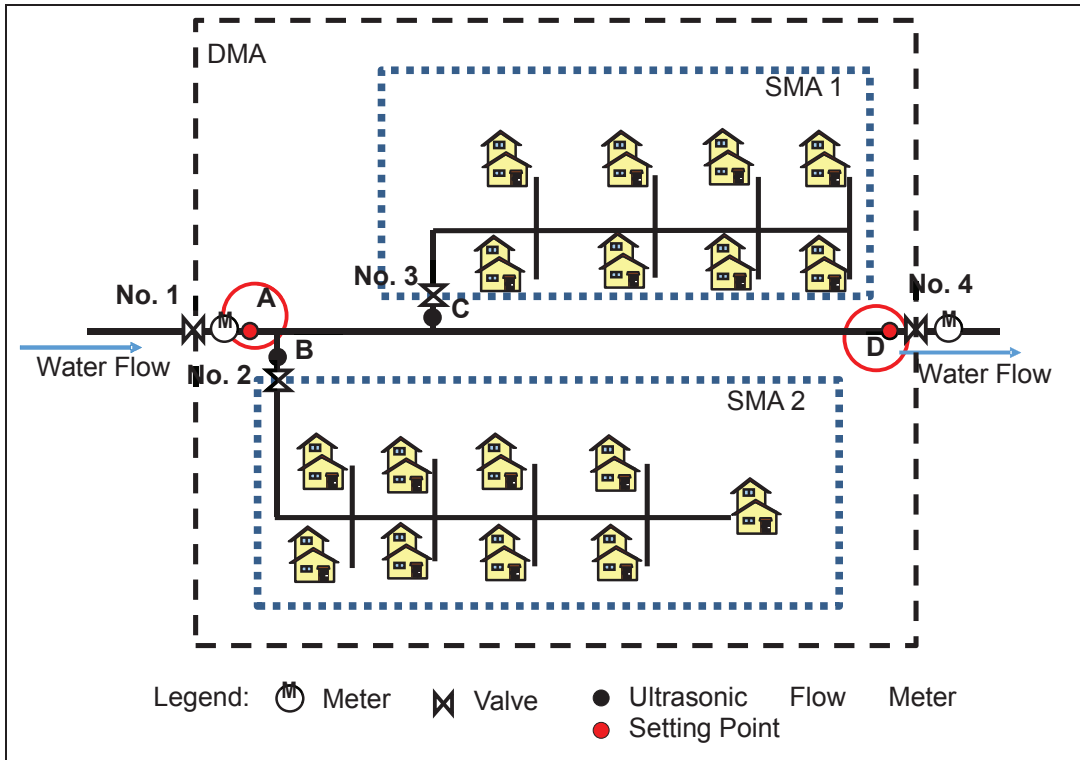 DMA
SMA 1
No. 3
No. 1
A
C
No. 4
M
M
B
D
Water Flow
Water Flow
No. 2
SMA 2
Legend: M Meter Valve Ultrasonic Flow Meter
Setting Point